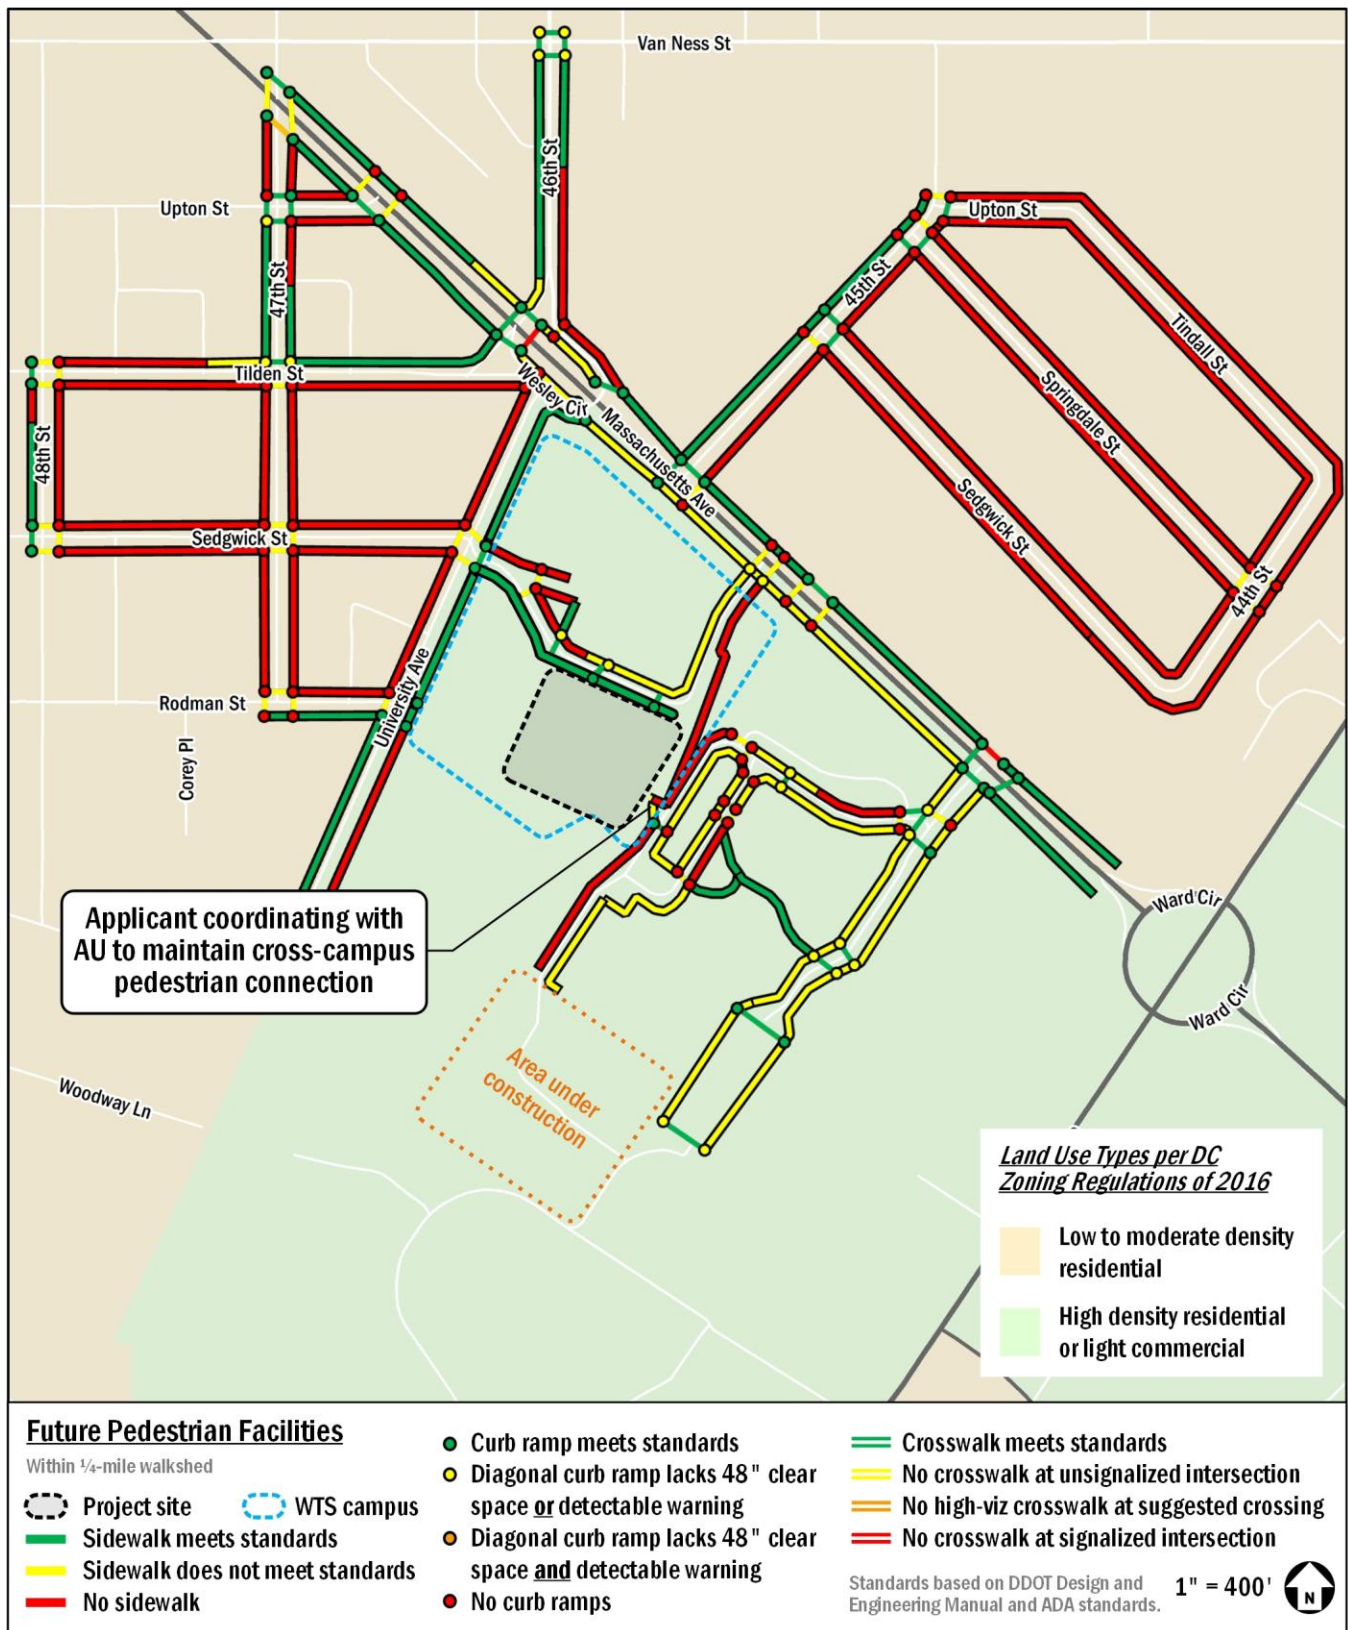 Van Ness St
46th St
Upton St
Upton St
45th St
47th St
Tindall St
Tilden St
Wesley Cir
Springdale St
48th St
Massachusetts Ave
Sedgwick St
Sedgwick St
44th St
University Ave
Rodman St
Corey Pl
Applicant coordinating with
AU to maintain cross-campus
pedestrian connection
Ward Cir
Ward Cir
Area under
construction
Woodway Ln
Land Use Types per DC
Zoning Regulations of 2016
Low to moderate density
residential
High density residential
or light commercial
Future Pedestrian Facilities
Within ¼-mile walkshed
Project site
WTS campus
Sidewalk meets standards
Sidewalk does not meet standards
No sidewalk
Curb ramp meets standards
Diagonal curb ramp lacks 48" clear
space or detectable warning
Diagonal curb ramp lacks 48" clear
space and detectable warning
No curb ramps
Crosswalk meets standards
No crosswalk at unsignalized intersection
No high-viz crosswalk at suggested crossing
No crosswalk at signalized intersection
Standards based on DDOT Design and
Engineering Manual and ADA standards.
1" = 400'
N